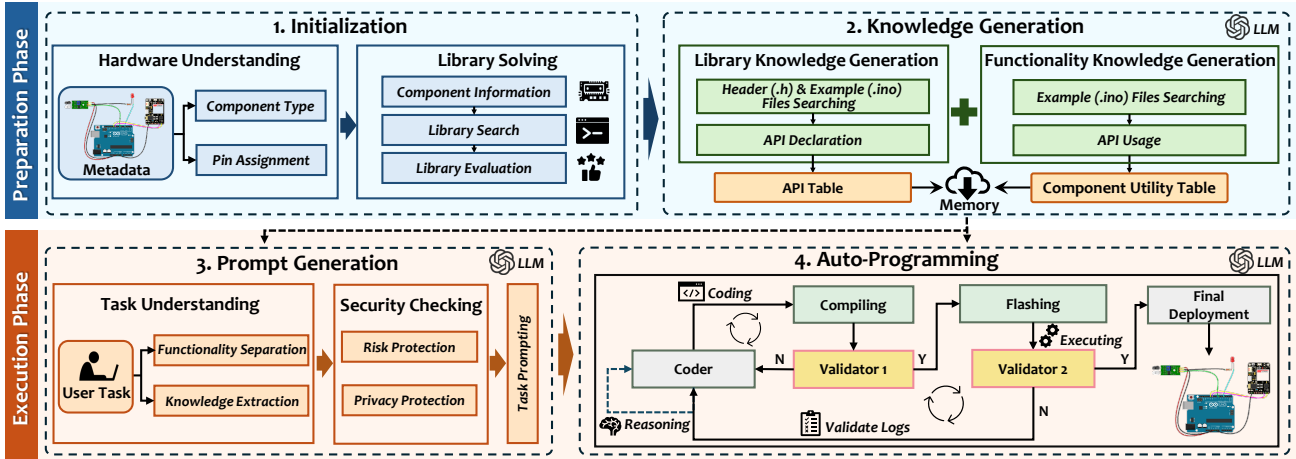 Preparation Phase
1. Initialization
Hardware Understanding
Metadata
Component Type
Pin Assignment
Library Solving
Component Information
Library Search
Library Evaluation
2. Knowledge Generation
LLM
Library Knowledge Generation
Header (.h) & Example (.ino)
Files Searching
API Declaration
API Table
Functionality Knowledge Generation
Example (.ino) Files Searching
API Usage
Component Utility Table
Memory
Execution Phase
3. Prompt Generation
LLM
Task Understanding
User Task
Functionality Separation
Knowledge Extraction
Security Checking
Risk Protection
Privacy Protection
Task Prompting
4. Auto-Programming
LLM
Coding
Compiling
Flashing
Final
Deployment
Executing
Coder
N
Validator 1
Y
Validator 2
Y
N
Reasoning
Validate Logs